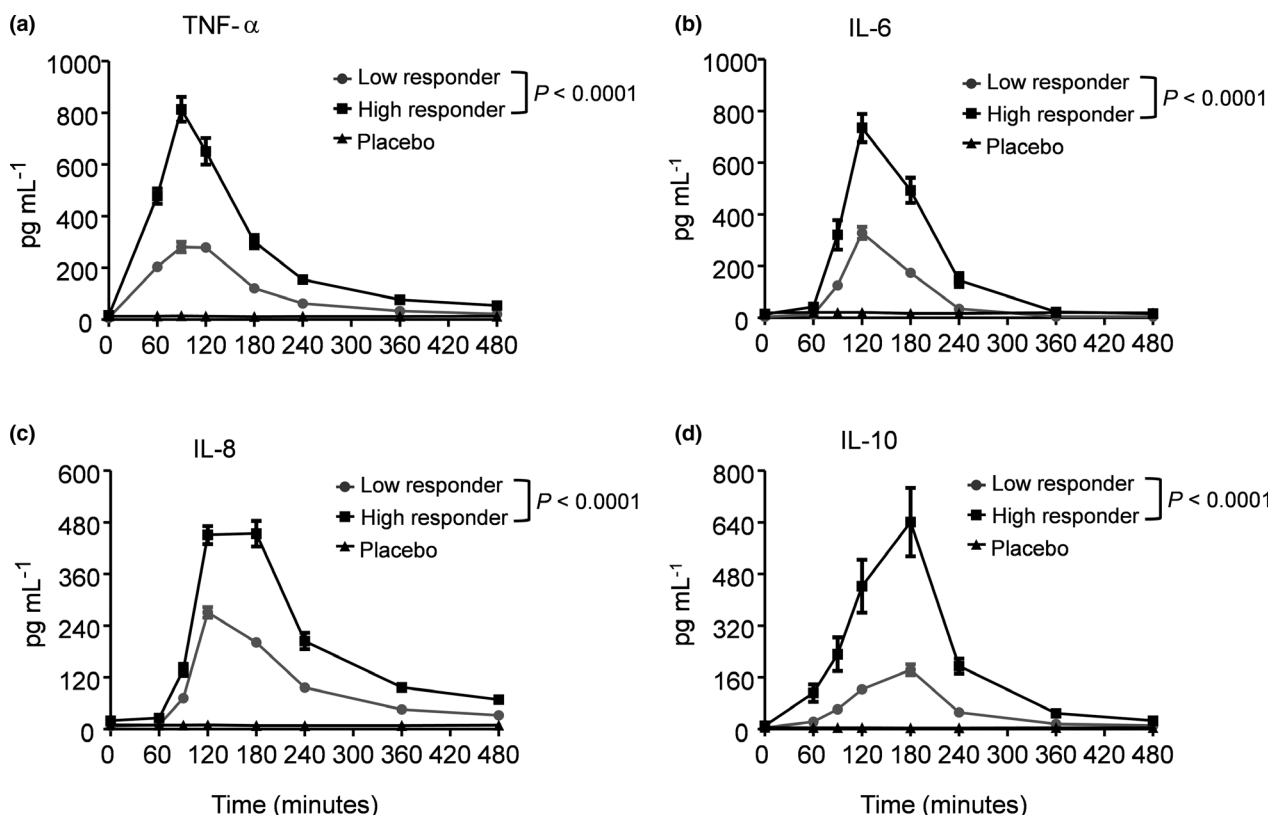 (a) TNF- α
1000
800
600
400
200
0
pg mL⁻¹
Low responder
High responder
Placebo
P < 0.0001
0 60 120 180 240 300 360 420 480
(b) IL-6
1000
800
600
400
200
0
pg mL⁻¹
Low responder
High responder
Placebo
P < 0.0001
0 60 120 180 240 300 360 420 480
(c) IL-8
600
480
360
240
120
0
pg mL⁻¹
Low responder
High responder
Placebo
P < 0.0001
0 60 120 180 240 300 360 420 480
Time (minutes)
(d) IL-10
800
640
480
320
160
0
pg mL⁻¹
Low responder
High responder
Placebo
P < 0.0001
0 60 120 180 240 300 360 420 480
Time (minutes)